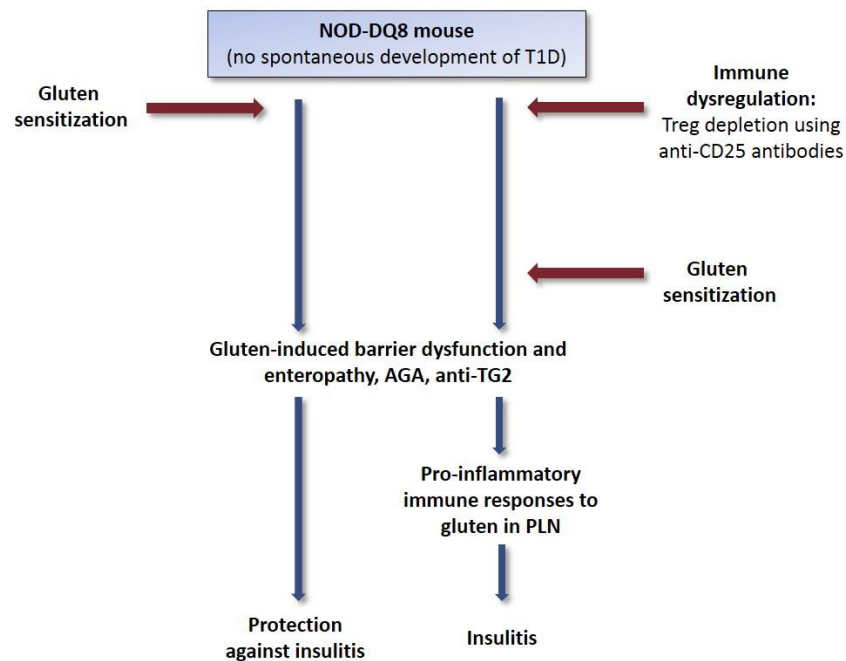 NOD-DQ8 mouse
(no spontaneous development of T1D)
Gluten
sensitization
Immune
dysregulation:
Treg depletion using
anti-CD25 antibodies
Gluten
sensitization
Gluten-induced barrier dysfunction and
enteropathy, AGA, anti-TG2
Pro-inflammatory
immune responses to
gluten in PLN
Protection
against insulitis
Insulitis